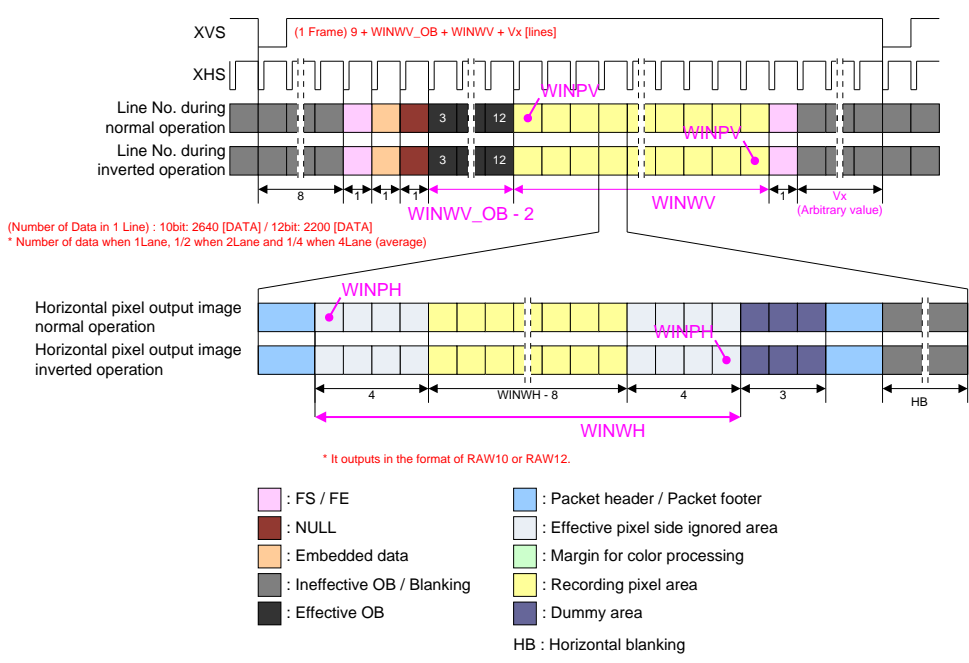 XVS
(1 Frame) 9 + WINWV_OB + WINWV + Vx [lines]
XHS
WINPV
Line No. during
normal operation
3
12
WINPV
Line No. during
inverted operation
3
12
8
1
1
1
WINWV_OB - 2
WINWV
1
Vx
(Arbitrary value)
(Number of Data in 1 Line) : 10bit: 2640 [DATA] / 12bit: 2200 [DATA]
* Number of data when 1Lane, 1/2 when 2Lane and 1/4 when 4Lane (average)
WINPH
Horizontal pixel output image
normal operation
WINPH
Horizontal pixel output image
inverted operation
4
WINWH - 8
4
3
HB
WINWH
* It outputs in the format of RAW10 or RAW12.
: FS / FE
: NULL
: Embedded data
: Ineffective OB / Blanking
: Effective OB
: Packet header / Packet footer
: Effective pixel side ignored area
: Margin for color processing
: Recording pixel area
: Dummy area
HB : Horizontal blanking